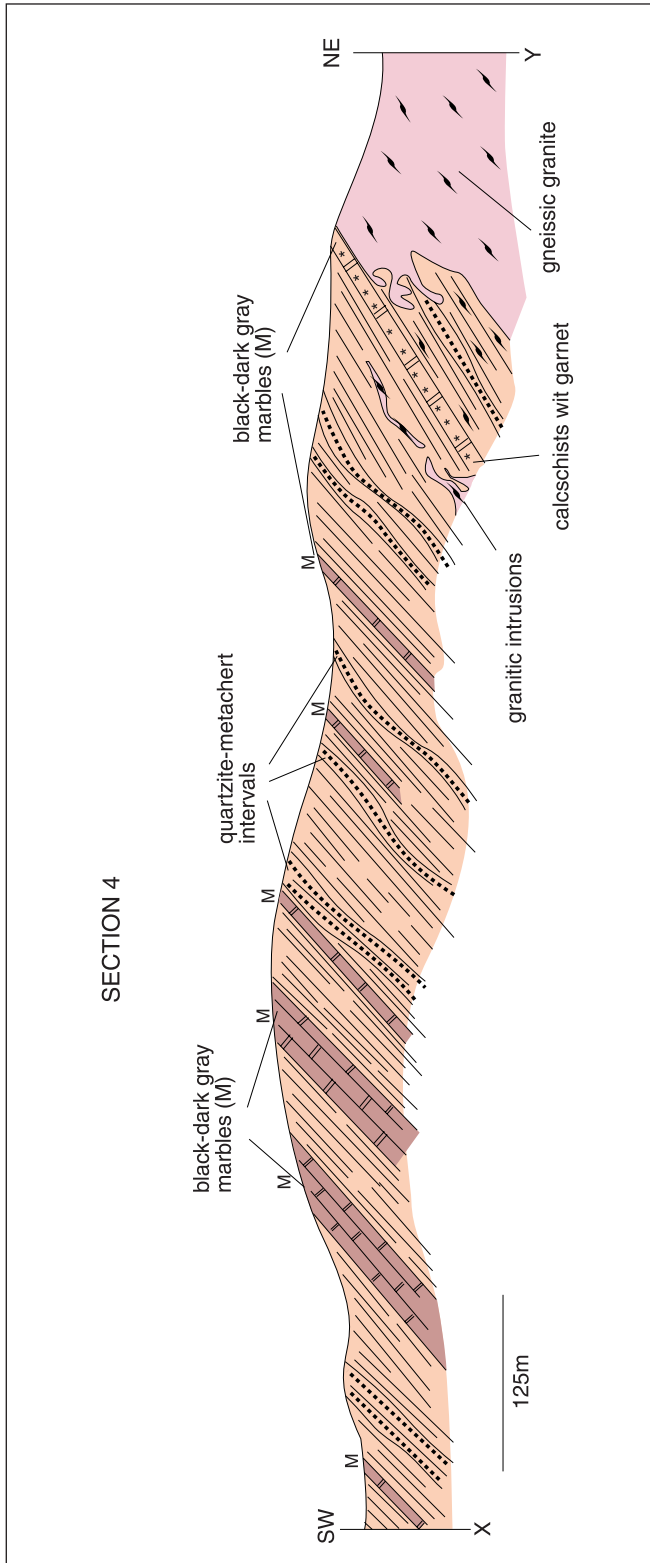 SECTION 4
SW
NE
black-dark gray
marbles (M)
quartzite-metachert
intervals
black-dark gray
marbles (M)
M
M
M
M
M
M
X
Y
125m
granitic intrusions
calcschists wit garnet
gneissic granite